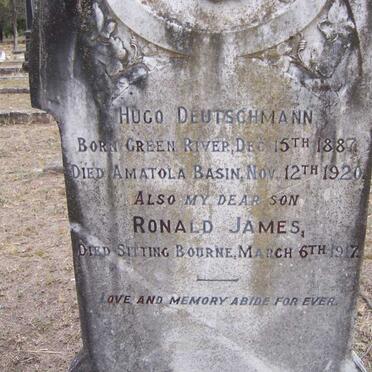 HUGO DEUTSCHMANN
BORN GREEN RIVER, DEC. 15TH 1887
DIED AMATOLA BASIN, NOV. 12TH 1920
ALSO MY DEAR SON
RONALD JAMES,
DIED SITTING BOURNE, MARCH 6TH 1917.
LOVE AND MEMORY ABIDE FOR EVER.